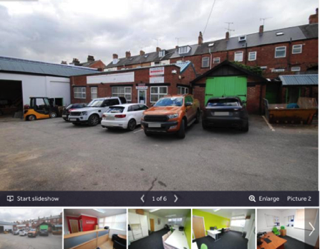 Start slideshow
1 of 6
Enlarge
Picture 2